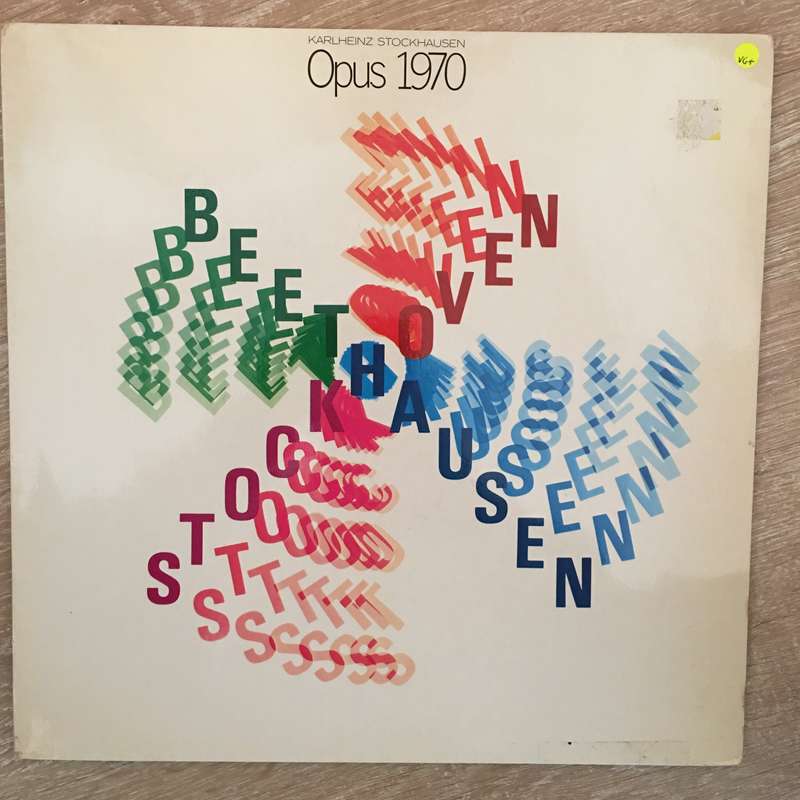 KARLHEINZ STOCKHAUSEN
Opus 1970
VG+
BEETHOVEN
STOCKHAUSEN